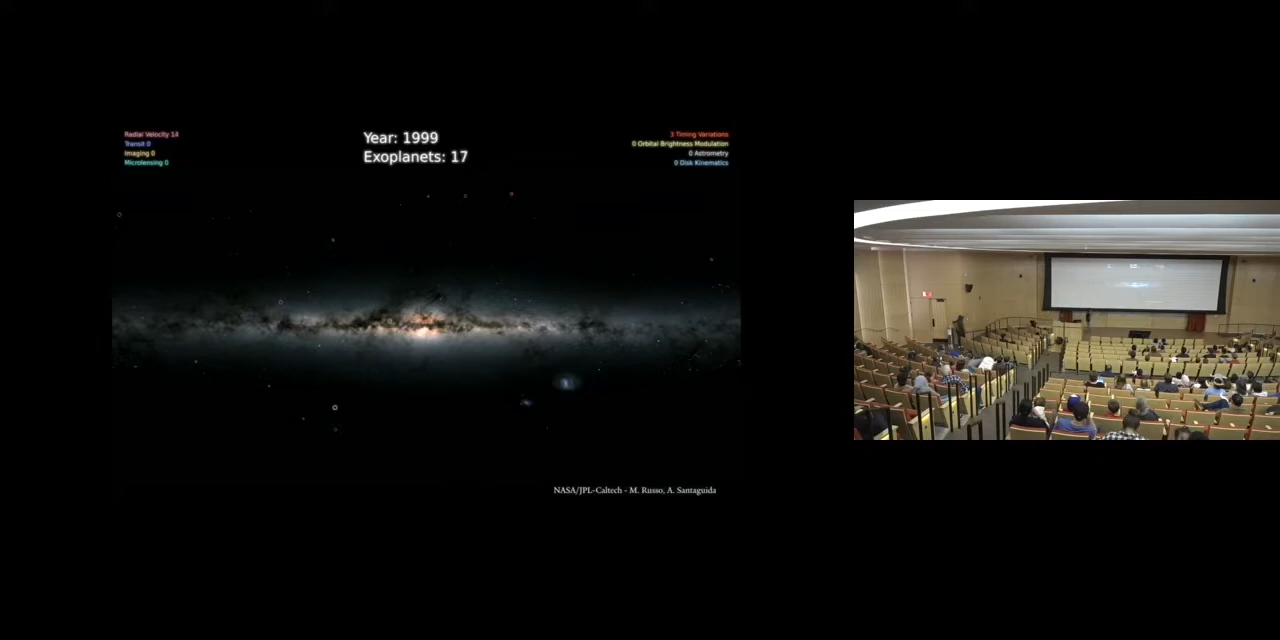 Radial Velocity 14
Transit 0
Imaging 0
Microlensing 0
Year: 1999
Exoplanets: 17
3 Timing Variations
0 Orbital Brightness Modulation
0 Astrometry
0 Disk Kinematics
NASA/JPL-Caltech - M. Russo, A. Santaguida